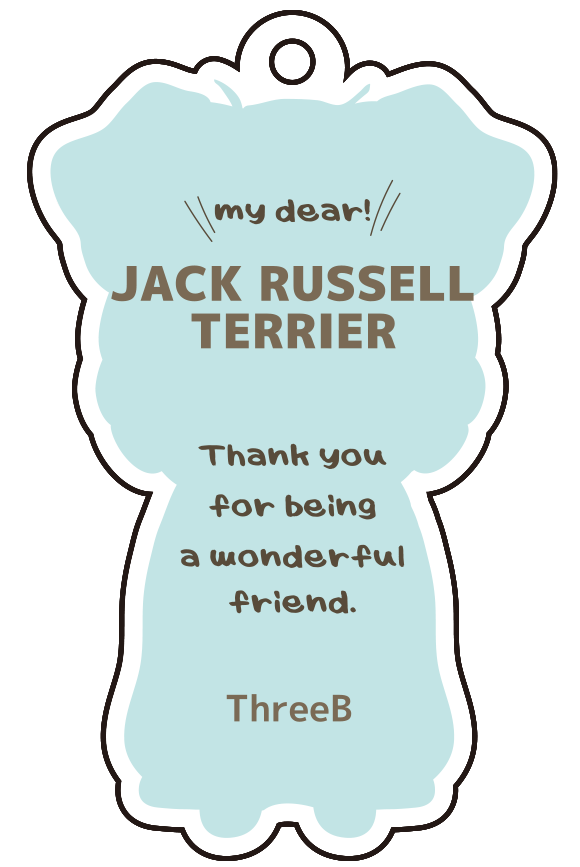 my dear!
JACK RUSSELL
TERRIER
Thank you
for being
a wonderful
friend.
ThreeB